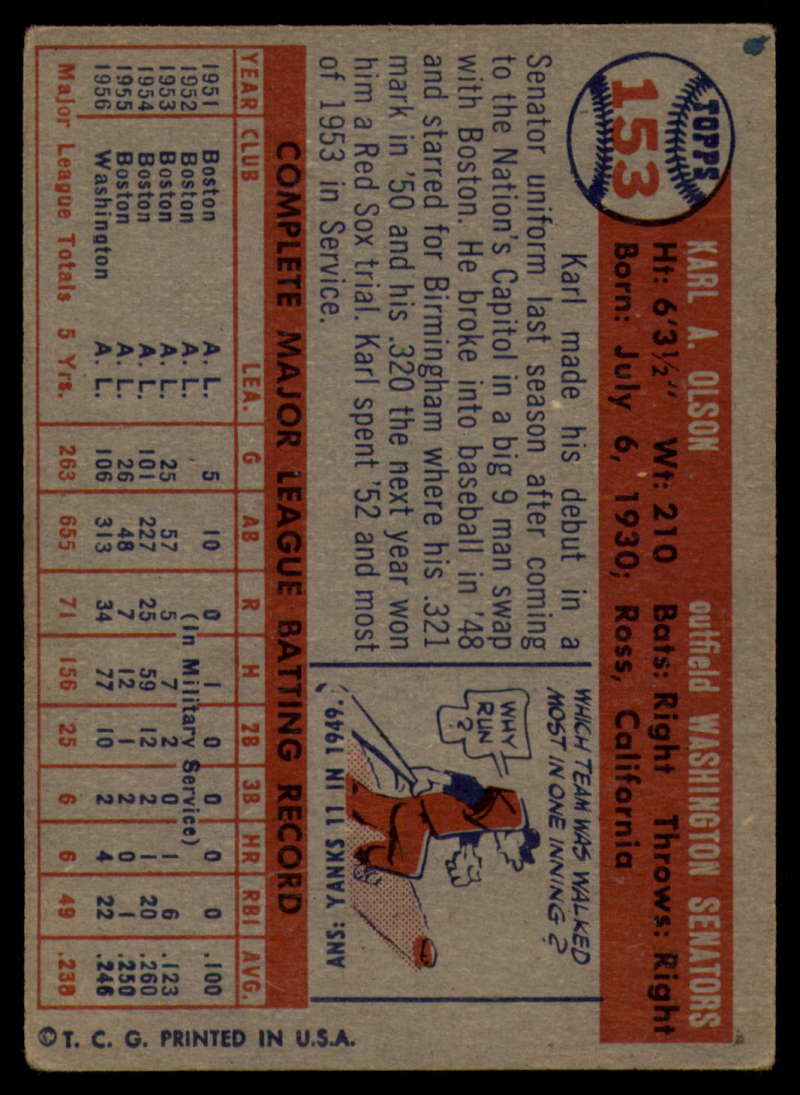 TOPPS
153
KARL A. OLSON outfield WASHINGTON SENATORS
Ht: 6'3½" Wt: 210 Bats: Right Throws: Right
Born: July 6, 1930; Ross, California
Karl made his debut in a
Senator uniform last season after coming
to the Nation's Capitol in a big 9 man swap
with Boston. He broke into baseball in '48
and starred for Birmingham where his .321
mark in '50 and his .320 the next year won
him a Red Sox trial. Karl spent '52 and most
of 1953 in Service.
WHICH TEAM WAS WALKED
MOST IN ONE INNING?
WHY
RUN
?
ANS: YANKS 11 IN 1949.
COMPLETE MAJOR LEAGUE BATTING RECORD
YEAR CLUB LEA. G AB R H 2B 3B HR RBI AVG.
1951 Boston A. L. 5 10 0 1 0 0 0 0 .100
1952 Boston A. L. (In Military Service)
1953 Boston A. L. 25 57 5 7 2 0 1 6 .123
1954 Boston A. L. 101 227 25 59 12 2 1 20 .260
1955 Boston A. L. 26 48 7 12 1 2 0 1 .250
1956 Washington A. L. 106 313 34 77 10 2 4 22 .246
Major League Totals 5 Yrs. 263 655 71 156 25 6 6 49 .238
© T. C. G. PRINTED IN U.S.A.